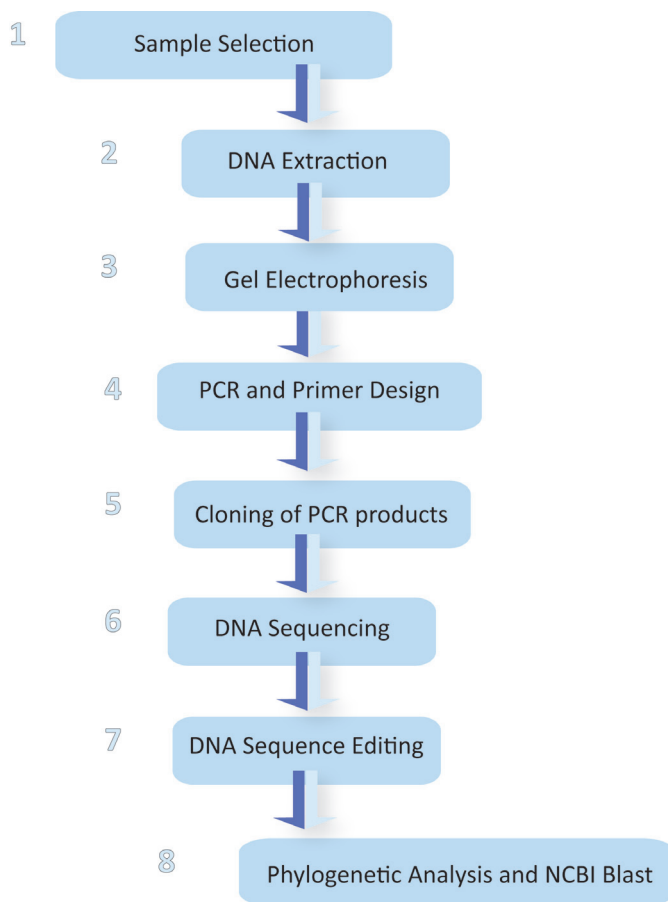 1 Sample Selection
2 DNA Extraction
3 Gel Electrophoresis
4 PCR and Primer Design
5 Cloning of PCR products
6 DNA Sequencing
7 DNA Sequence Editing
8 Phylogenetic Analysis and NCBI Blast